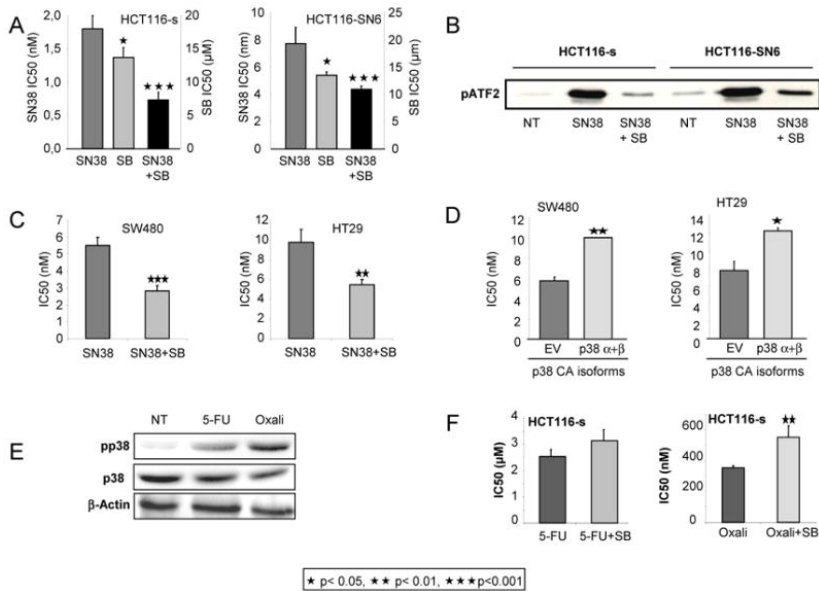 A
HCT116-s
SN38 IC50 (nM)
2,0
1,5
1,0
0,5
0,0
20
15
10
5
0
SB IC50 (µM)
★
★★★
SN38
SB
SN38
+SB
HCT116-SN6
SN38 IC50 (nm)
10
8
6
4
2
0
25
20
15
10
5
0
SB IC50 (µm)
★
★★★
SN38
SB
SN38
+SB
B
HCT116-s
HCT116-SN6
pATF2
NT
SN38
SN38
+ SB
NT
SN38
SN38
+ SB
C
SW480
IC50 (nM)
7
6
5
4
3
2
1
0
★★★
SN38
SN38+SB
HT29
IC50 (nM)
12
10
8
6
4
2
0
★★
SN38
SN38+SB
D
SW480
IC50 (nM)
12
10
8
6
4
2
0
★★
EV
p38 α+β
p38 CA isoforms
HT29
IC50 (nM)
14
12
10
8
6
4
2
0
★
EV
p38 α+β
p38 CA isoforms
E
NT
5-FU
Oxali
pp38
p38
β-Actin
F
HCT116-s
IC50 (µM)
4
3
2
1
0
5-FU
5-FU+SB
HCT116-s
IC50 (nM)
600
400
200
0
★★
Oxali
Oxali+SB
★ p< 0.05, ★★ p< 0.01, ★★★p<0.001